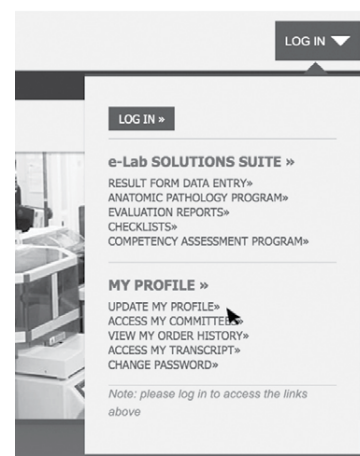 LOG IN
LOG IN »
e-Lab SOLUTIONS SUITE »
RESULT FORM DATA ENTRY»
ANATOMIC PATHOLOGY PROGRAM»
EVALUATION REPORTS»
CHECKLISTS»
COMPETENCY ASSESSMENT PROGRAM»
MY PROFILE »
UPDATE MY PROFILE»
ACCESS MY COMMITTEES»
VIEW MY ORDER HISTORY»
ACCESS MY TRANSCRIPT»
CHANGE PASSWORD»
Note: please log in to access the links
above